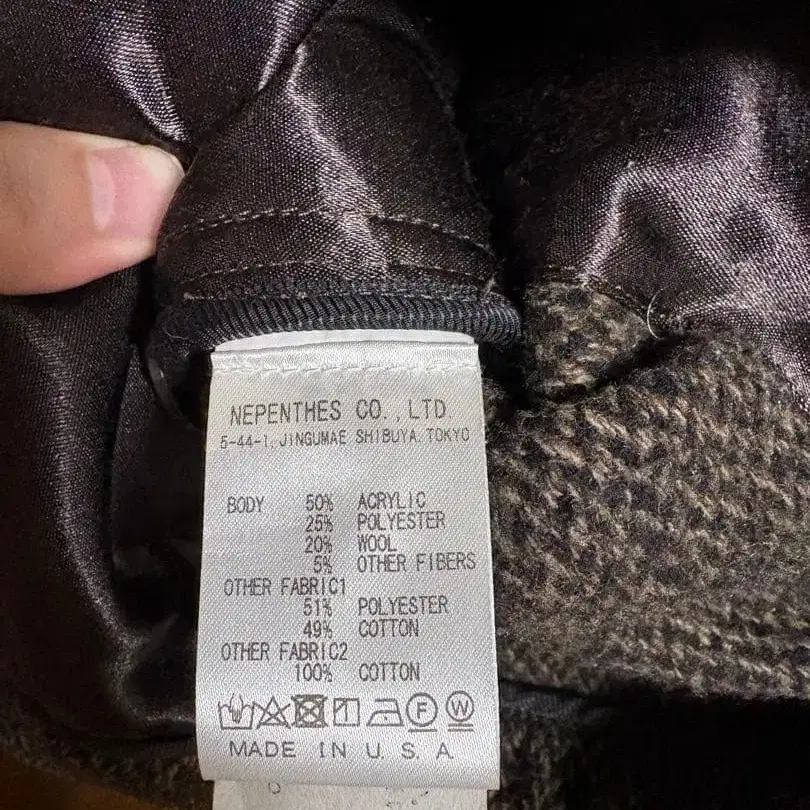 NEPENTHES CO.,LTD.
5-44-1, JINGUMAE SHIBUYA, TOKYO
BODY 50% ACRYLIC
25% POLYESTER
20% WOOL
5% OTHER FIBERS
OTHER FABRIC1
51% POLYESTER
49% COTTON
OTHER FABRIC2
100% COTTON
F W
MADE IN U.S.A